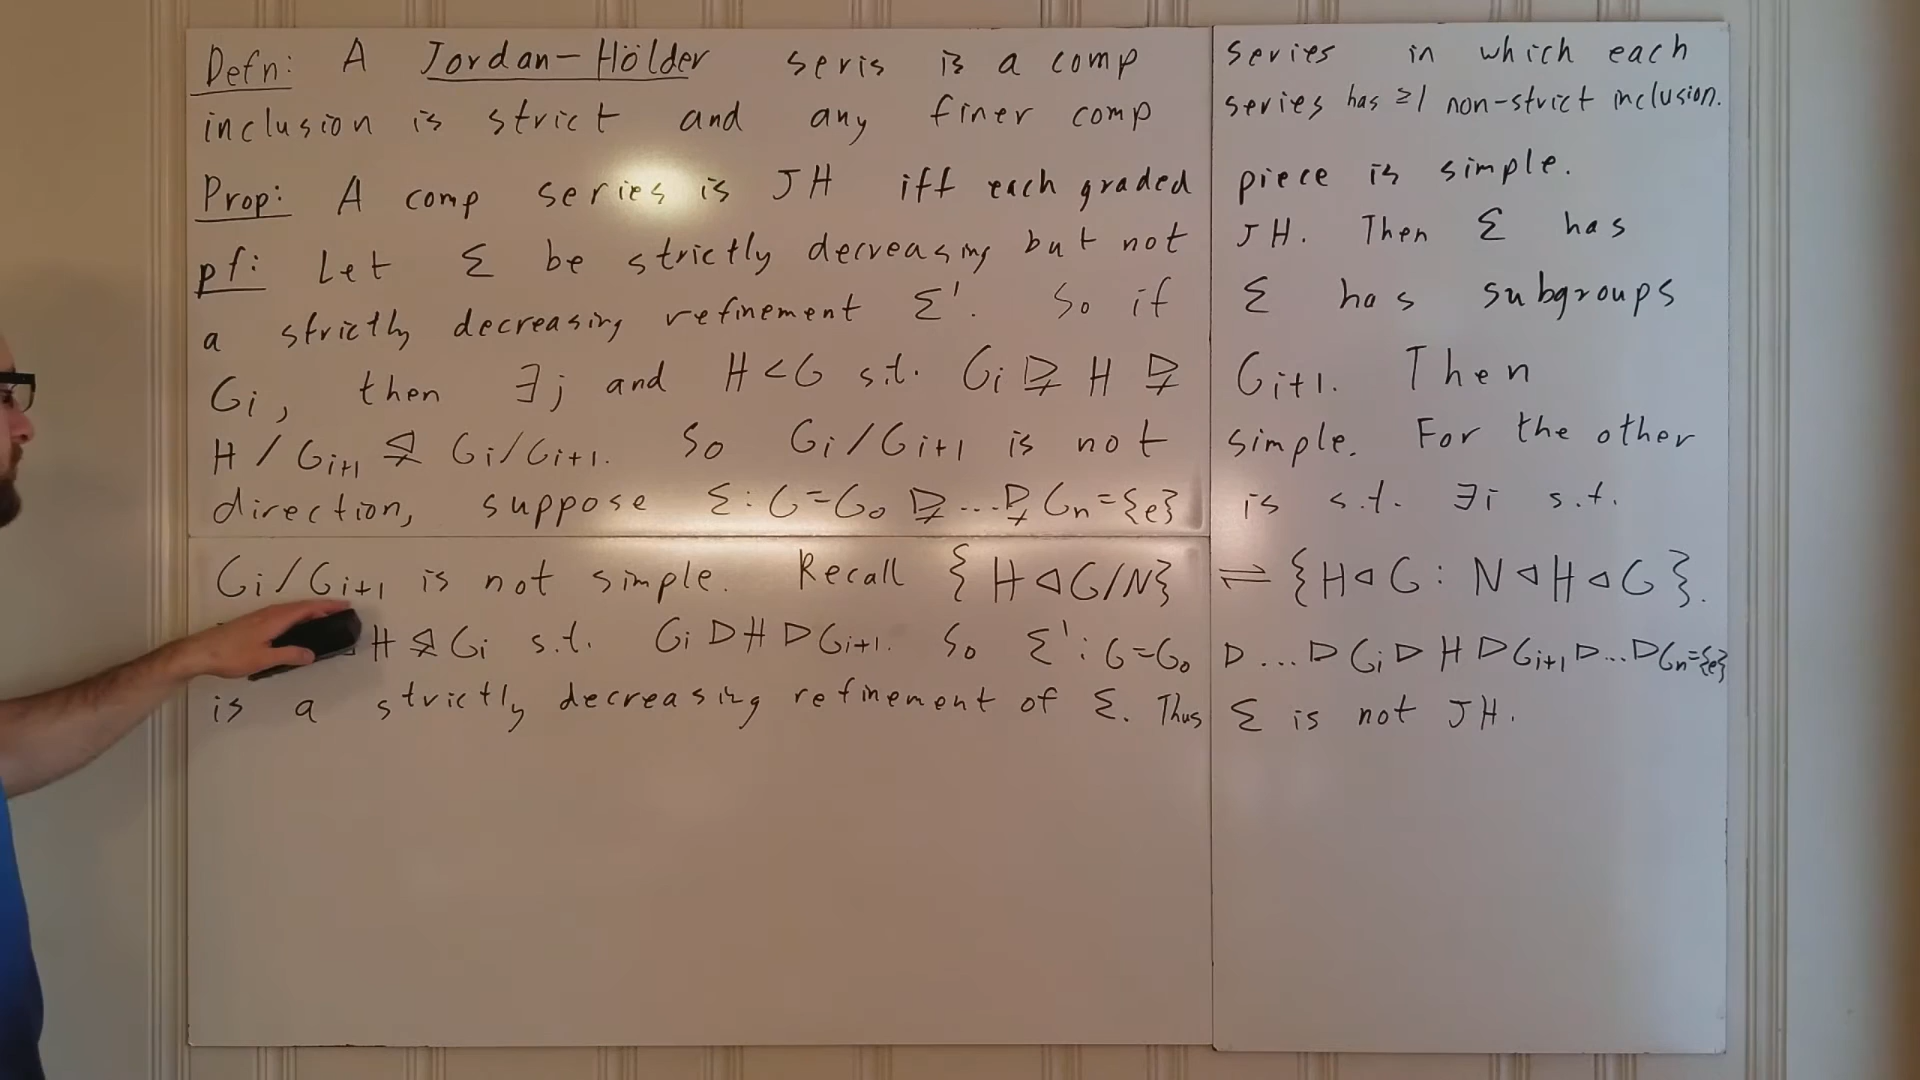 Defn: A Jordan-Hölder seris is a comp series in which each
inclusion is strict and any finer comp series has ≥1 non-strict inclusion.
Prop: A comp series is JH iff each graded piece is simple.
pf: Let Σ be strictly decreasing but not JH. Then Σ has
a strictly decreasing refinement Σ'. So if Σ has subgroups
Gi, then ∃j and H<G s.t. Gi ⋭ H ⋭ Gi+1. Then
H/Gi+1 ⋬ Gi/Gi+1. So Gi/Gi+1 is not simple. For the other
direction, suppose Σ: G=G₀ ⋭ ... ⋭ Gn={e} is s.t. ∃i s.t.
Gi/Gi+1 is not simple. Recall {H ⊲ G/N} ⇌ {H ⊲ G : N ⊲ H ⊲ G}.
H ⋬ Gi s.t. Gi ⊳ H ⊳ Gi+1. So Σ': G=G₀ ⊳ ... ⊳ Gi ⊳ H ⊳ Gi+1 ⊳ ... ⊳ Gn={e}
is a strictly decreasing refinement of Σ. Thus Σ is not JH.